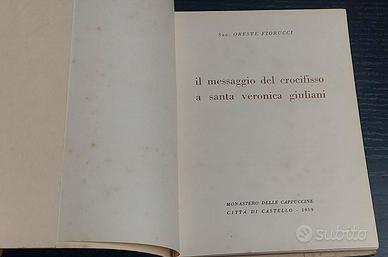 Sac. ORESTE FIORUCCI
il messaggio del crocifisso
a santa veronica giuliani
MONASTERO DELLE CAPPUCCINE
CITTÀ DI CASTELLO - 1959
subito